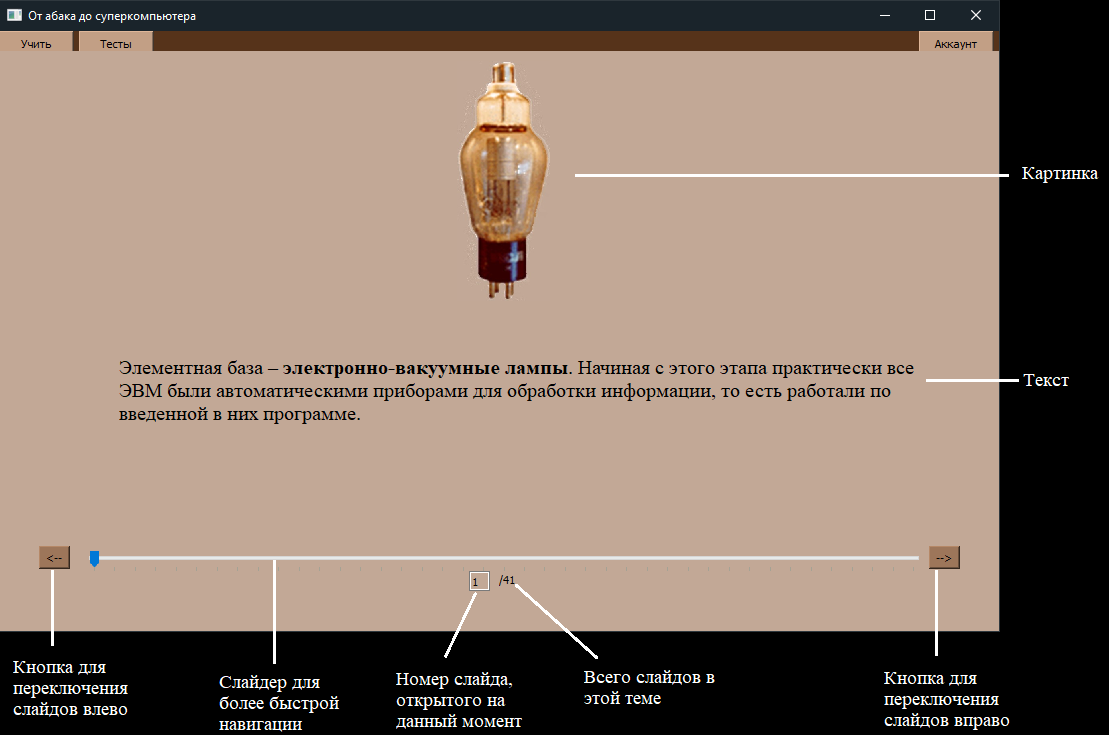 От абака до суперкомпьютера
Учить
Тесты
Аккаунт
Картинка
Элементная база – электронно-вакуумные лампы. Начиная с этого этапа практически все
ЭВМ были автоматическими приборами для обработки информации, то есть работали по
введенной в них программе.
Текст
<--
-->
1
/41
Кнопка для
переключения
слайдов влево
Слайдер для
более быстрой
навигации
Номер слайда,
открытого на
данный момент
Всего слайдов в
этой теме
Кнопка для
переключения
слайдов вправо